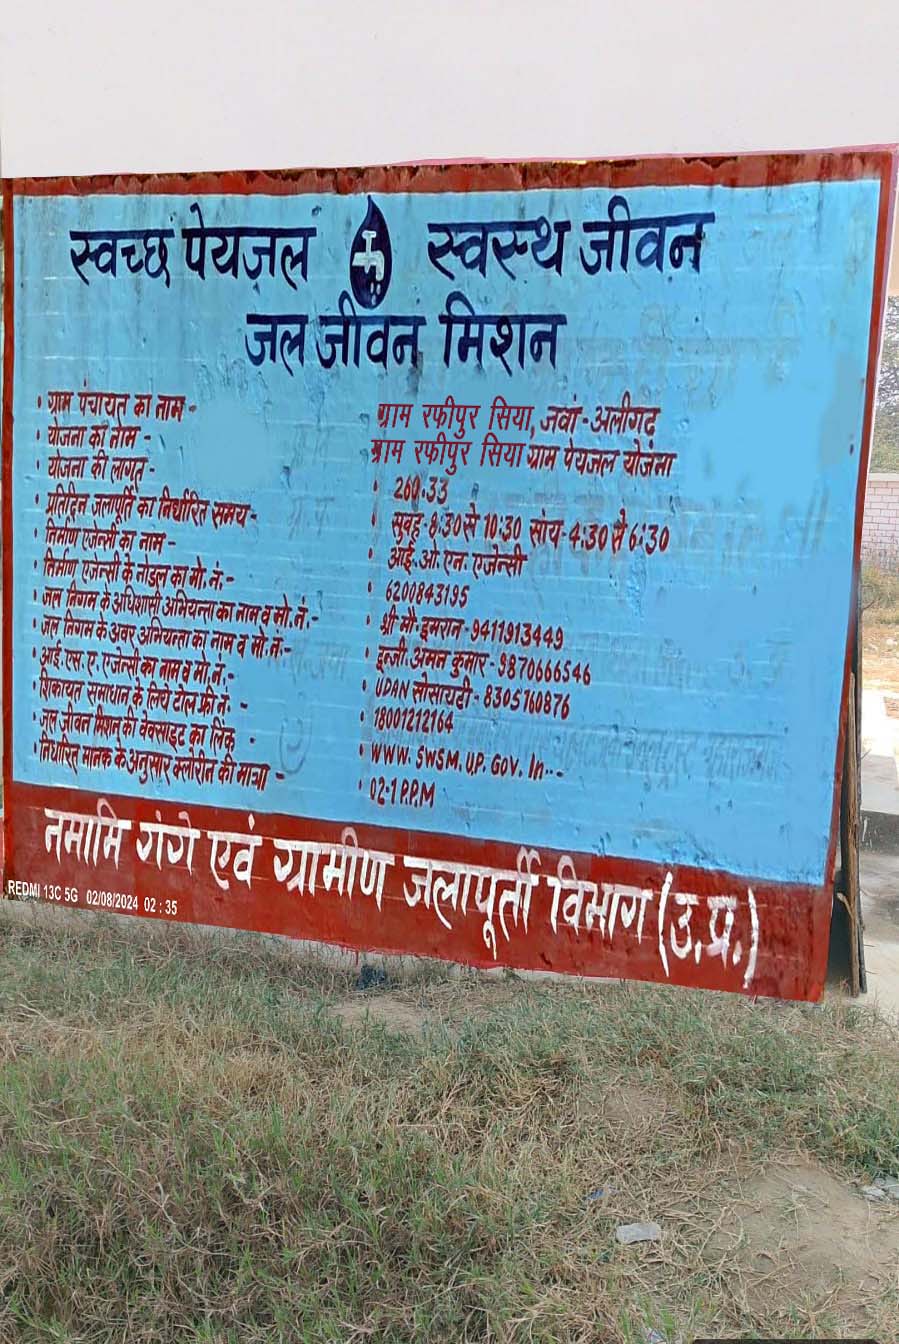 स्वच्छ पेयजल स्वस्थ जीवन
जल जीवन मिशन
• ग्राम पंचायत का नाम - ग्राम रफीपुर सिया, जवां - अलीगढ़
• योजना का नाम - ग्राम रफीपुर सिया ग्राम पेयजल योजना
• योजना की लागत - • 260.33
• प्रतिदिन जलापूर्ति का निर्धारित समय - • सुबह- 8:30 से 10:30 सांय- 4:30 से 6:30
• निर्माण एजेन्सी का नाम - • आई. ओ. एन. एजेन्सी
• निर्माण एजेन्सी के नोडल का मो. नं:- • 6200843195
• जल निगम के अधिशासी अभियन्ता का नाम व मो. नं:- • श्री मौ- इमरान- 9411913449
• जल निगम के अवर अभियन्ता का नाम व मो. नं:- • इन्जी. अमन कुमार - 9870666546
• आई. एस. ए. एजेन्सी का नाम व मो. नं:- • UDAN सोसायटी - 8305160876
• शिकायत समाधान के लिये टोल फ्री नं: - • 18001212164
• जल जीवन मिशन की वेबसाइट का लिंक - • WWW. SWSM. U.P. GOV. In. - -
• निर्धारित मानक के अनुसार क्लोरीन की मात्रा - • 02-1 P.P.M
नमामि गंगे एवं ग्रामीण जलापूर्ती विभाग (उ.प्र.)
REDMI 13C 5G 02/08/2024 02 : 35